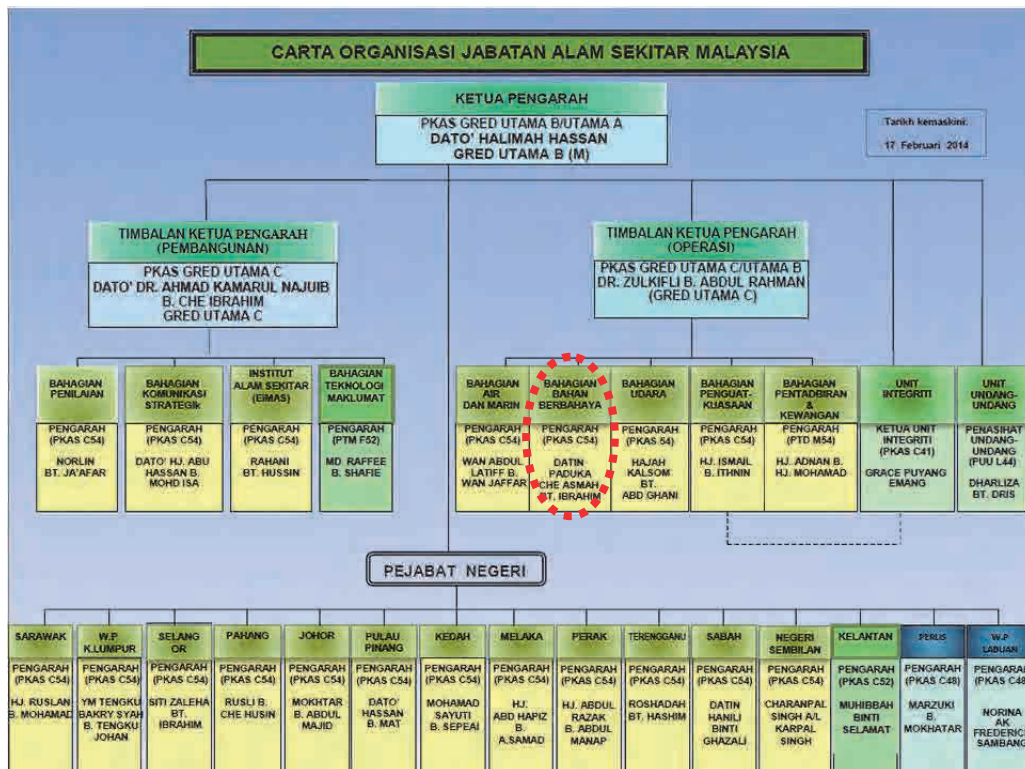 CARTA ORGANISASI JABATAN ALAM SEKITAR MALAYSIA
KETUA PENGARAH
PKAS GRED UTAMA B/UTAMA A
DATO' HALIMAH HASSAN
GRED UTAMA B (M)
Tarikh kemaskini:
17 Februari 2014
TIMBALAN KETUA PENGARAH
(PEMBANGUNAN)
PKAS GRED UTAMA C
DATO' DR. AHMAD KAMARUL NAJUIB
B. CHE IBRAHIM
GRED UTAMA C
TIMBALAN KETUA PENGARAH
(OPERASI)
PKAS GRED UTAMA C/UTAMA B
DR. ZULKIFLI B. ABDUL RAHMAN
(GRED UTAMA C)
BAHAGIAN
PENILAIAN
PENGARAH
(PKAS C54)
NORLIN
BT. JA'AFAR
BAHAGIAN
KOMUNIKASI
STRATEGIk
PENGARAH
(PKAS C54)
DATO' HJ. ABU
HASSAN B.
MOHD ISA
INSTITUT
ALAM SEKITAR
(EiMAS)
PENGARAH
(PKAS C54)
RAHANI
BT. HUSSIN
BAHAGIAN
TEKNOLOGI
MAKLUMAT
PENGARAH
(PTM F52)
MD. RAFFEE
B. SHAFIE
BAHAGIAN
AIR
DAN MARIN
PENGARAH
(PKAS C54)
WAN ABDUL
LATIFF B.
WAN JAFFAR
BAHAGIAN
BAHAN
BERBAHAYA
PENGARAH
(PKAS C54)
DATIN
PADUKA
CHE ASMAH
BT. IBRAHIM
BAHAGIAN
UDARA
PENGARAH
(PKAS 54)
HAJAH
KALSOM
BT.
ABD GHANI
BAHAGIAN
PENGUAT-
KUASAAN
PENGARAH
(PKAS C54)
HJ. ISMAIL
B. ITHNIN
BAHAGIAN
PENTADBIRAN
&
KEWANGAN
PENGARAH
(PTD M54)
HJ. ADNAN B.
HJ. MOHAMAD
UNIT
INTEGRITI
KETUA UNIT
INTEGRITI
(PKAS C41)
GRACE PUYANG
EMANG
UNIT
UNDANG-
UNDANG
PENASIHAT
UNDANG-
UNDANG
(PUU L44)
DHARLIZA
BT. DRIS
PEJABAT NEGERI
SARAWAK
PENGARAH
(PKAS C54)
HJ. RUSLAN
B. MOHAMAD
W.P
K.LUMPUR
PENGARAH
(PKAS C54)
YM TENGKU
BAKRY SYAH
B. TENGKU
JOHAN
SELANG
OR
PENGARAH
(PKAS C54)
SITI ZALEHA
BT.
IBRAHIM
PAHANG
PENGARAH
(PKAS C54)
RUSLI B.
CHE HUSIN
JOHOR
PENGARAH
(PKAS C54)
MOKHTAR
B. ABDUL
MAJID
PULAU
PINANG
PENGARAH
(PKAS C54)
DATO'
HASSAN
B. MAT
KEDAH
PENGARAH
(PKAS C54)
MOHAMAD
SAYUTI
B. SEPEAI
MELAKA
PENGARAH
(PKAS C54)
HJ.
ABD HAPIZ
B.
A.SAMAD
PERAK
PENGARAH
(PKAS C54)
HJ. ABDUL
RAZAK
B. ABDUL
MANAP
TERENGGANU
PENGARAH
(PKAS C54)
ROSHADAH
BT. HASHIM
SABAH
PENGARAH
(PKAS C54)
DATIN
HANILI
BINTI
GHAZALI
NEGERI
SEMBILAN
PENGARAH
(PKAS C54)
CHARANPAL
SINGH A/L
KARPAL
SINGH
KELANTAN
PENGARAH
(PKAS C52)
MUHIBBAH
BINTI
SELAMAT
PERLIS
PENGARAH
(PKAS C48)
MARZUKI
B.
MOKHATAR
W.P
LABUAN
PENGARAH
(PKAS C48)
NORINA
AK
FREDERICK
SAMBANG